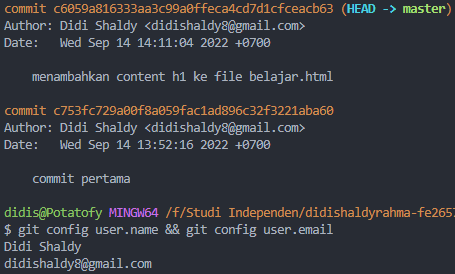 commit c6059a816333aa3c99a0ffeca4cd7d1cfceacb63 (HEAD -> master)
Author: Didi Shaldy <didishaldy8@gmail.com>
Date:   Wed Sep 14 14:11:04 2022 +0700
menambahkan content h1 ke file belajar.html
commit c753fc729a00f8a059fac1ad896c32f3221aba60
Author: Didi Shaldy <didishaldy8@gmail.com>
Date:   Wed Sep 14 13:52:16 2022 +0700
commit pertama
didis@Potatofy MINGW64 /f/Studi Independen/didishaldyrahma-fe2657
$ git config user.name && git config user.email
Didi Shaldy
didishaldy8@gmail.com